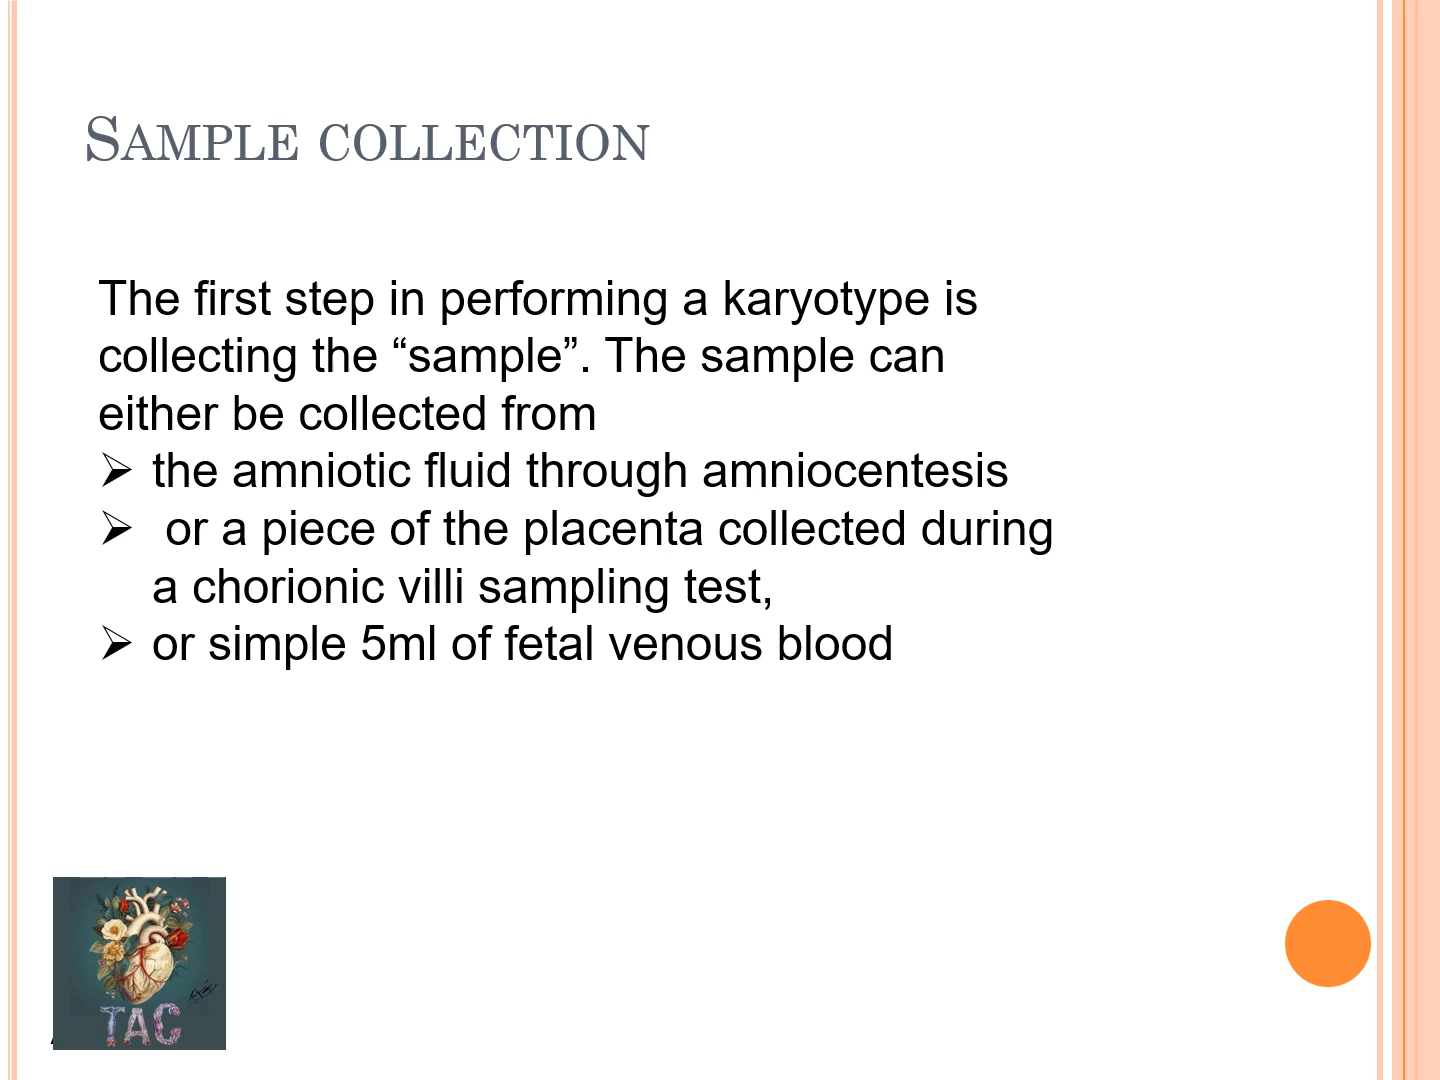 SAMPLE COLLECTION
The first step in performing a karyotype is
collecting the “sample”. The sample can
either be collected from
➢ the amniotic fluid through amniocentesis
➢ or a piece of the placenta collected during
a chorionic villi sampling test,
➢ or simple 5ml of fetal venous blood
TAC